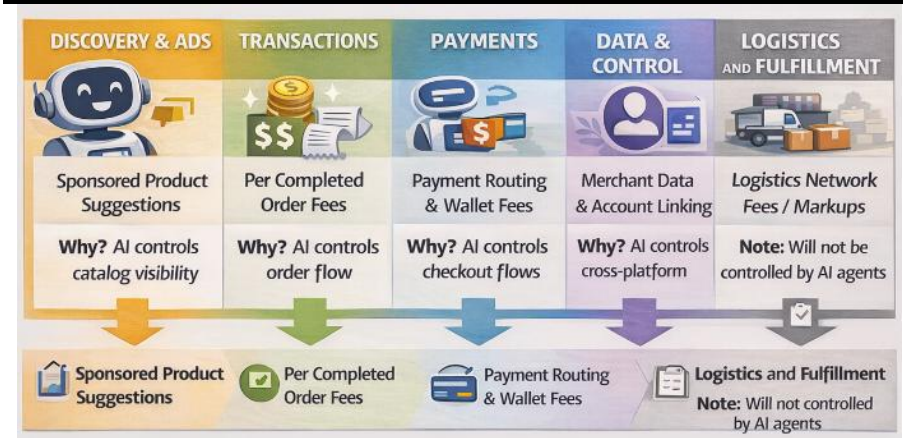 DISCOVERY & ADS
Sponsored Product
Suggestions
Why? AI controls
catalog visibility
TRANSACTIONS
$$
Per Completed
Order Fees
Why? AI controls
order flow
PAYMENTS
$
Payment Routing
& Wallet Fees
Why? AI controls
checkout flows
DATA &
CONTROL
Merchant Data
& Account Linking
Why? AI controls
cross-platform
LOGISTICS
AND FULFILLMENT
Logistics Network
Fees / Markups
Note: Will not be
controlled by AI agents
Sponsored Product
Suggestions
Per Completed
Order Fees
Payment Routing
& Wallet Fees
Logistics and Fulfillment
Note: Will not controlled
by AI agents